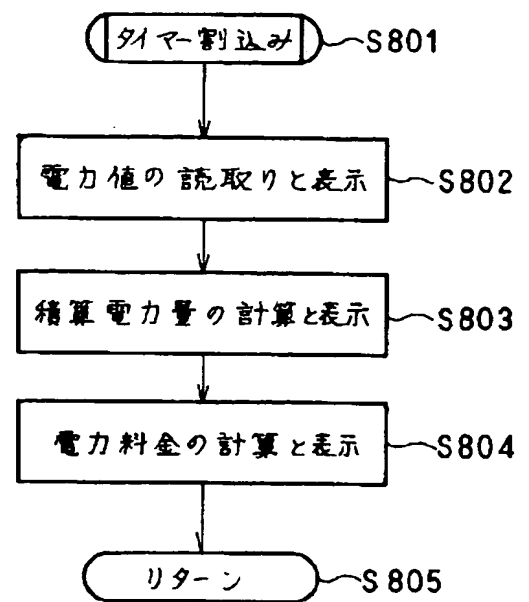 タイマー割込み S801
電力値の読取りと表示 S802
積算電力量の計算と表示 S803
電力料金の計算と表示 S804
リターン S805